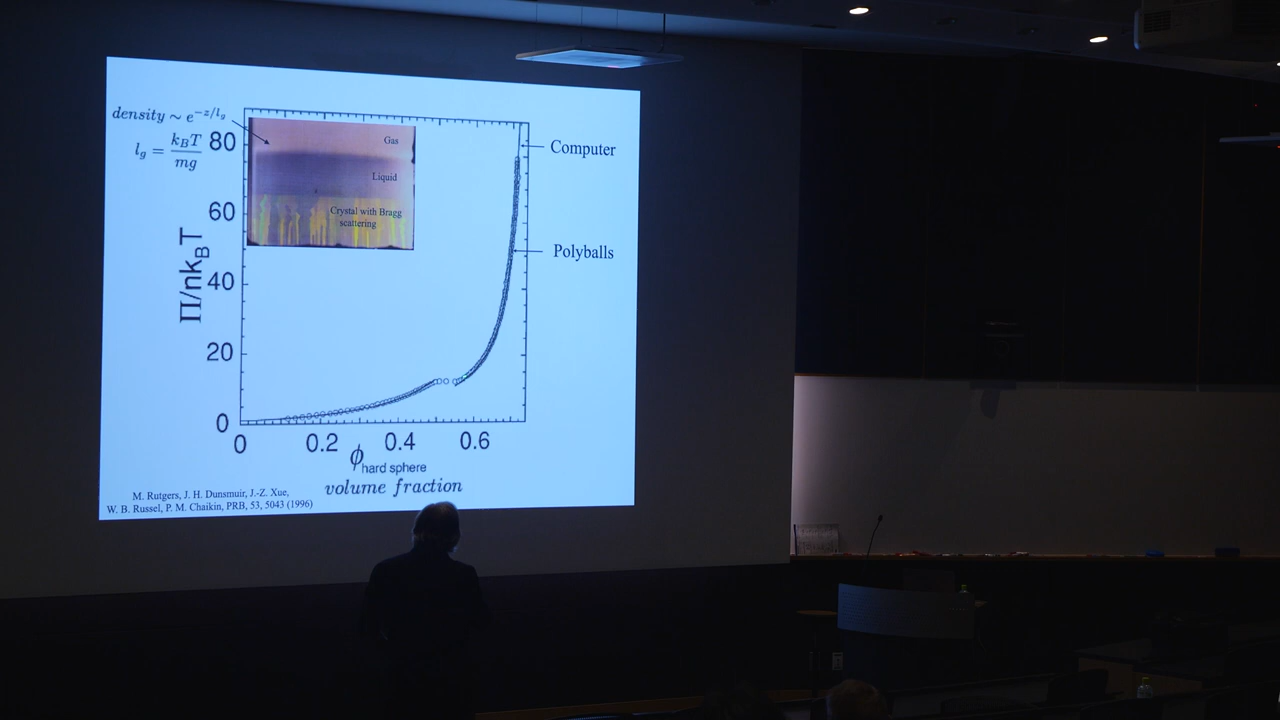 density ~ e^{-z/l_g}
l_g = k_BT / mg
Gas
Liquid
Crystal with Bragg
scattering
Computer
Polyballs
Π/nk_BT
80
60
40
20
0
0 0.2 0.4 0.6
ϕ hard sphere
volume fraction
M. Rutgers, J. H. Dunsmuir, J.-Z. Xue,
W. B. Russel, P. M. Chaikin, PRB, 53, 5043 (1996)